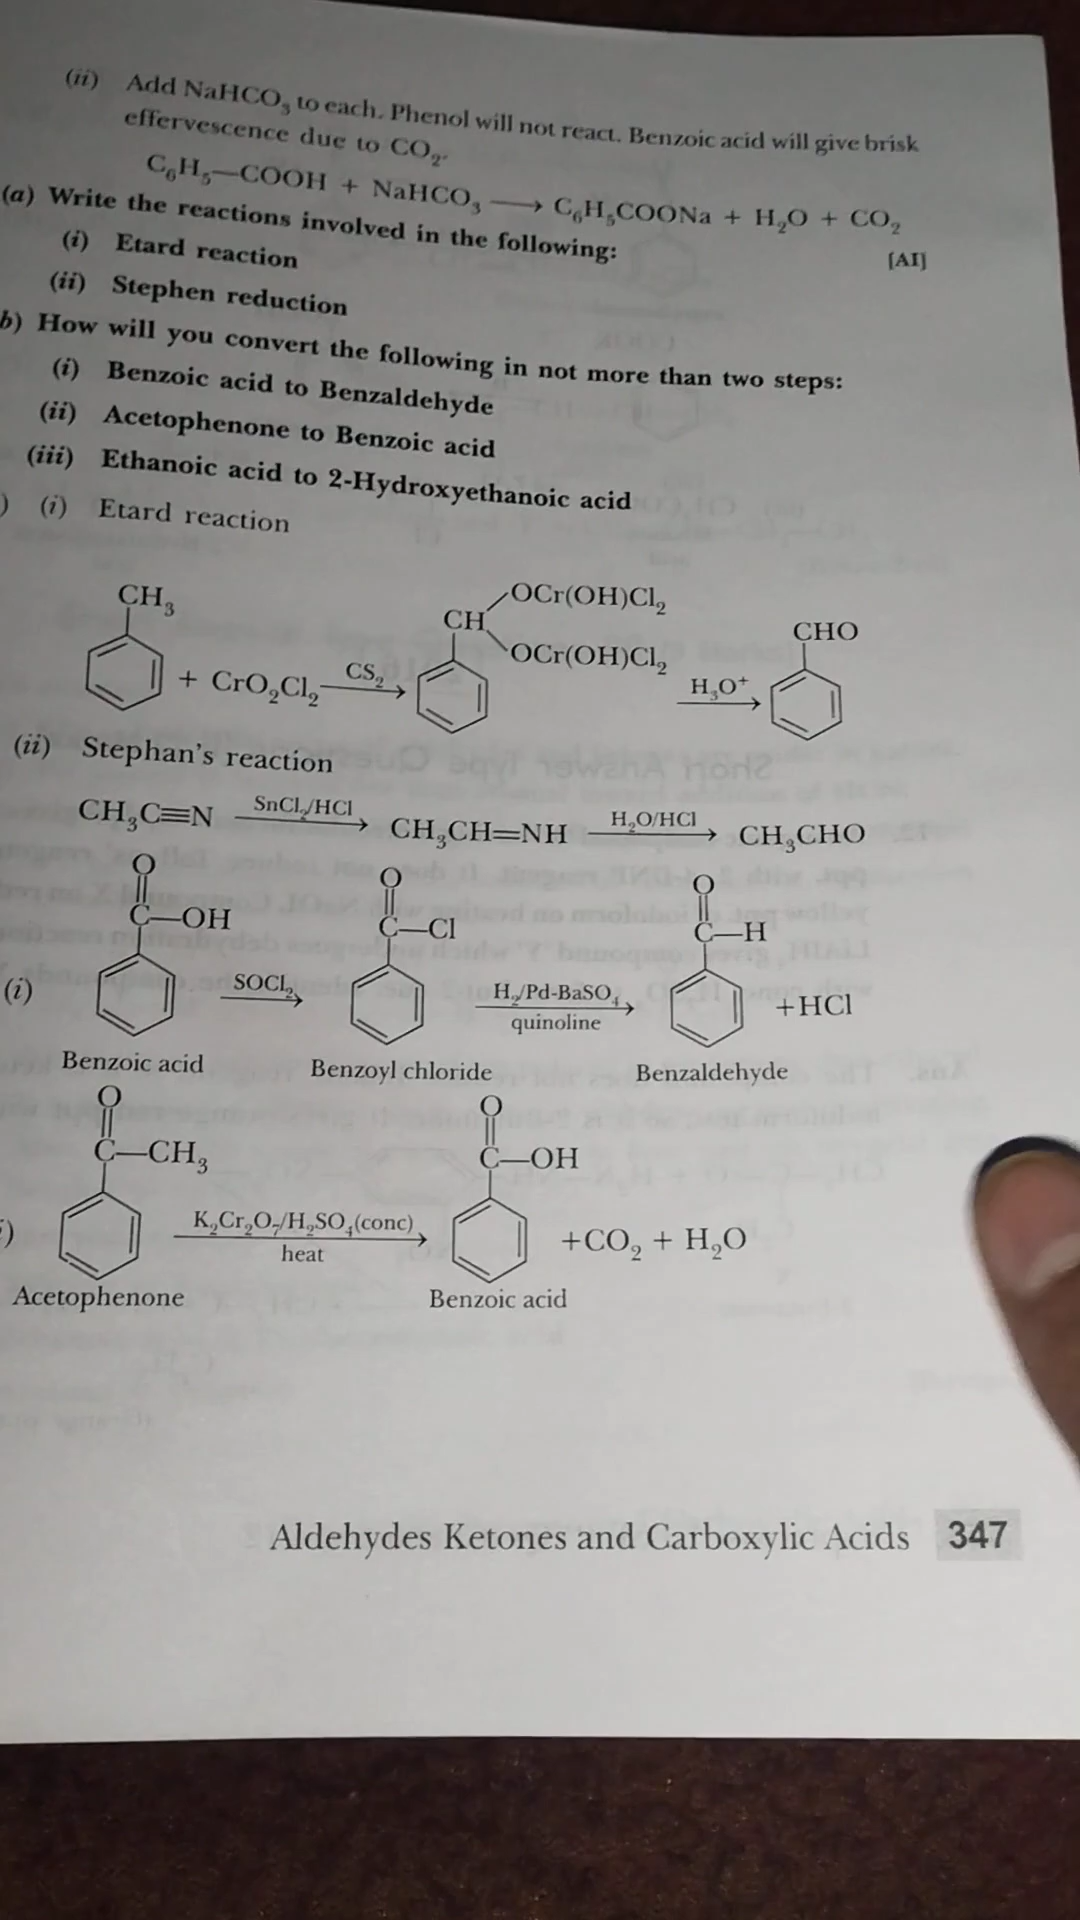 (ii) Add NaHCO₃ to each. Phenol will not react. Benzoic acid will give brisk
effervescence due to CO₂.
C₆H₅—COOH + NaHCO₃ ⟶ C₆H₅COONa + H₂O + CO₂
(a) Write the reactions involved in the following: [AI]
(i) Etard reaction
(ii) Stephen reduction
b) How will you convert the following in not more than two steps:
(i) Benzoic acid to Benzaldehyde
(ii) Acetophenone to Benzoic acid
(iii) Ethanoic acid to 2-Hydroxyethanoic acid
) (i) Etard reaction
CH₃ CH OCr(OH)Cl₂ CHO
OCr(OH)Cl₂
+ CrO₂Cl₂ CS₂ H₃O⁺
(ii) Stephan's reaction
CH₃C≡N SnCl₂/HCl CH₃CH=NH H₂O/HCl CH₃CHO
O O O
C—OH C—Cl C—H
(i) SOCl₂ H₂/Pd-BaSO₄ +HCl
quinoline
Benzoic acid Benzoyl chloride Benzaldehyde
O O
C—CH₃ C—OH
) K₂Cr₂O₇/H₂SO₄(conc) +CO₂ + H₂O
heat
Acetophenone Benzoic acid
Aldehydes Ketones and Carboxylic Acids 347